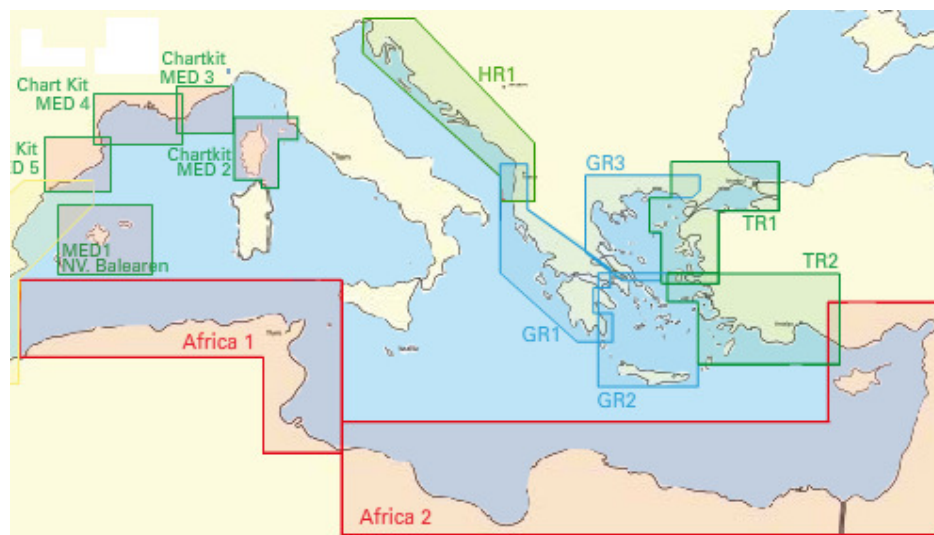 Chartkit
MED 3
Chart Kit
MED 4
Kit
ED 5
Chartkit
MED 2
MED1
NV. Balearen
HR1
GR3
TR1
TR2
GR1
GR2
Africa 1
Africa 2